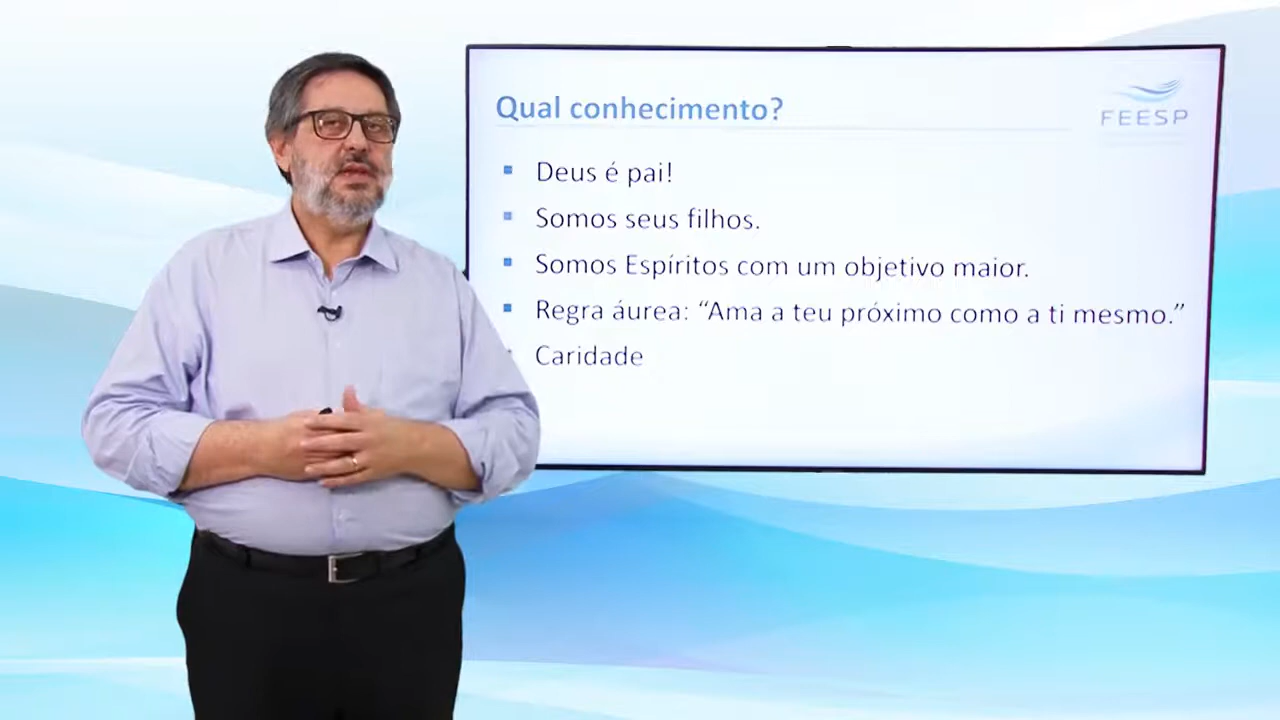 Qual conhecimento?
FEESP
Deus é pai!
Somos seus filhos.
Somos Espíritos com um objetivo maior.
Regra áurea: “Ama a teu próximo como a ti mesmo.”
Caridade